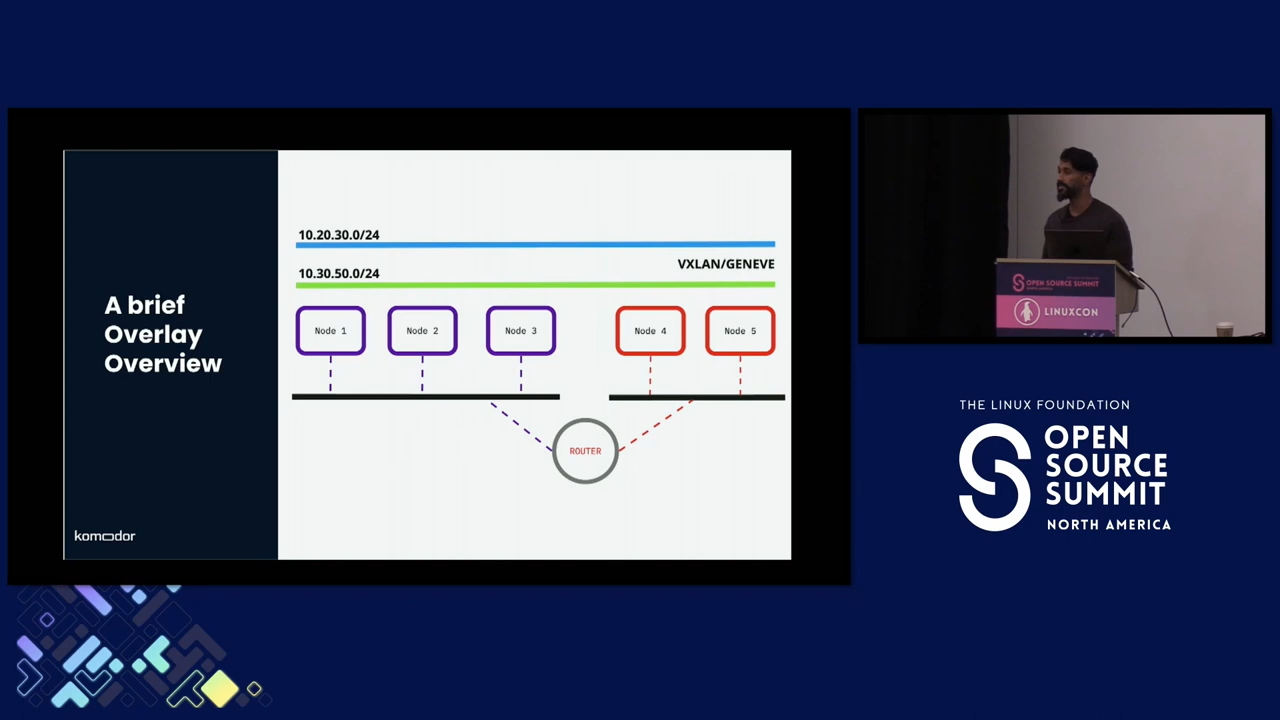 A brief
Overlay
Overview
komodor
10.20.30.0/24
VXLAN/GENEVE
10.30.50.0/24
Node 1
Node 2
Node 3
Node 4
Node 5
ROUTER
OPEN SOURCE SUMMIT
LINUXCON
THE LINUX FOUNDATION
OPEN
SOURCE
SUMMIT
NORTH AMERICA